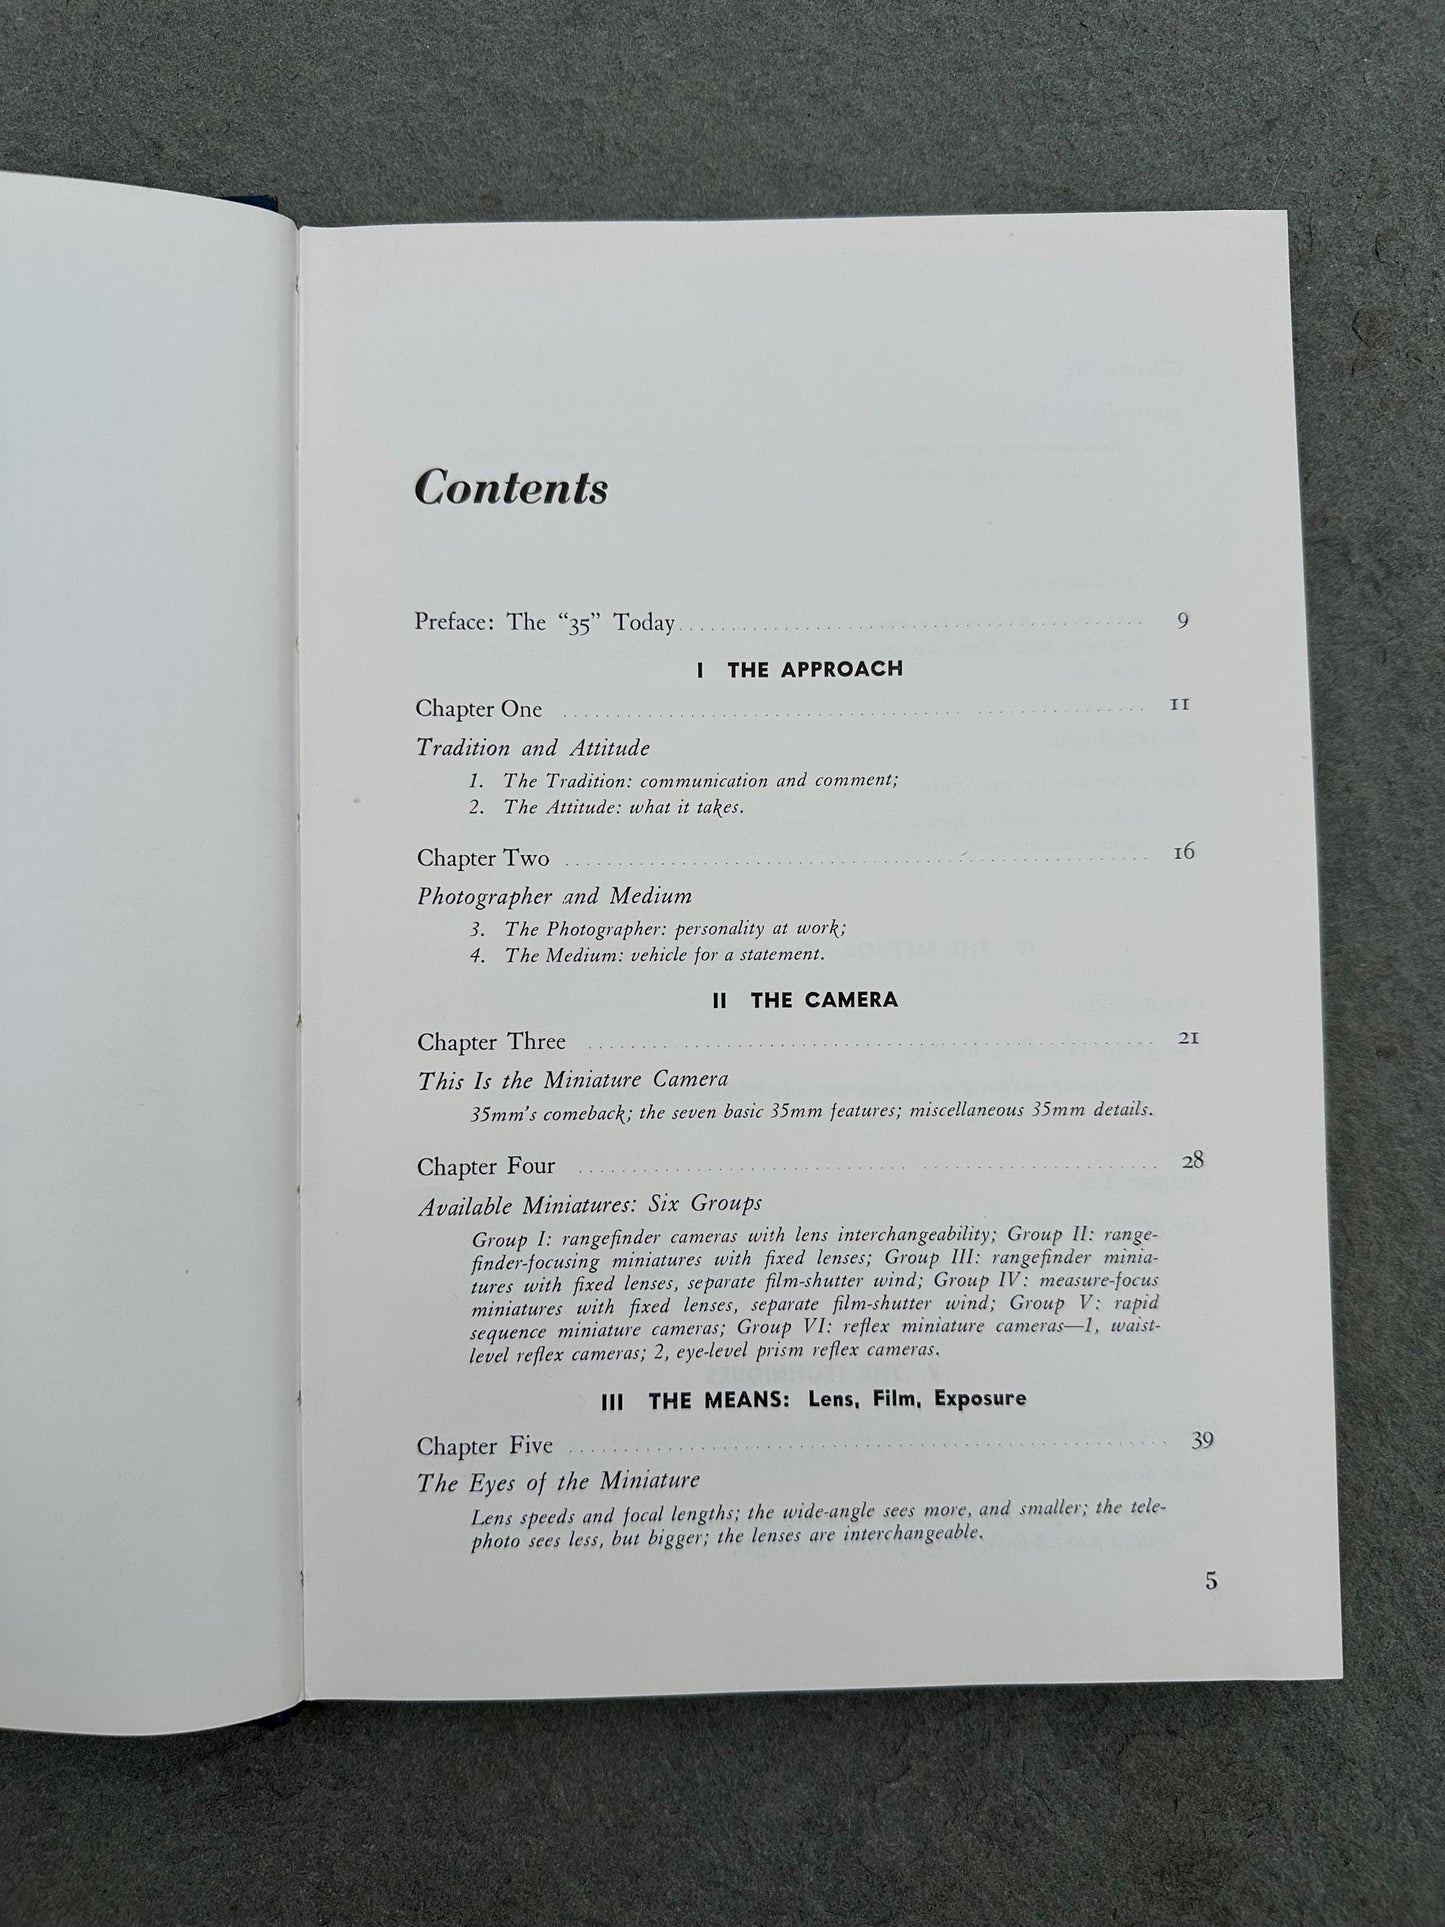 Contents
Preface: The “35” Today. . . . . . . . . . . . . . . . . . . . . . . . . . . . . . . . . . . . 9
I THE APPROACH
Chapter One . . . . . . . . . . . . . . . . . . . . . . . . . . . . . . . . . . . . . . . . . . . . 11
Tradition and Attitude
1. The Tradition: communication and comment;
2. The Attitude: what it takes.
Chapter Two . . . . . . . . . . . . . . . . . . . . . . . . . . . . . . . . . . . . . . . . . . . . 16
Photographer and Medium
3. The Photographer: personality at work;
4. The Medium: vehicle for a statement.
II THE CAMERA
Chapter Three . . . . . . . . . . . . . . . . . . . . . . . . . . . . . . . . . . . . . . . . . . . 21
This Is the Miniature Camera
35mm’s comeback; the seven basic 35mm features; miscellaneous 35mm details.
Chapter Four . . . . . . . . . . . . . . . . . . . . . . . . . . . . . . . . . . . . . . . . . . . . 28
Available Miniatures: Six Groups
Group I: rangefinder cameras with lens interchangeability; Group II: range-
finder-focusing miniatures with fixed lenses; Group III: rangefinder minia-
tures with fixed lenses, separate film-shutter wind; Group IV: measure-focus
miniatures with fixed lenses, separate film-shutter wind; Group V: rapid
sequence miniature cameras; Group VI: reflex miniature cameras—1, waist-
level reflex cameras; 2, eye-level prism reflex cameras.
III THE MEANS: Lens, Film, Exposure
Chapter Five . . . . . . . . . . . . . . . . . . . . . . . . . . . . . . . . . . . . . . . . . . . . 39
The Eyes of the Miniature
Lens speeds and focal lengths; the wide-angle sees more, and smaller; the tele-
photo sees less, but bigger; the lenses are interchangeable.
5